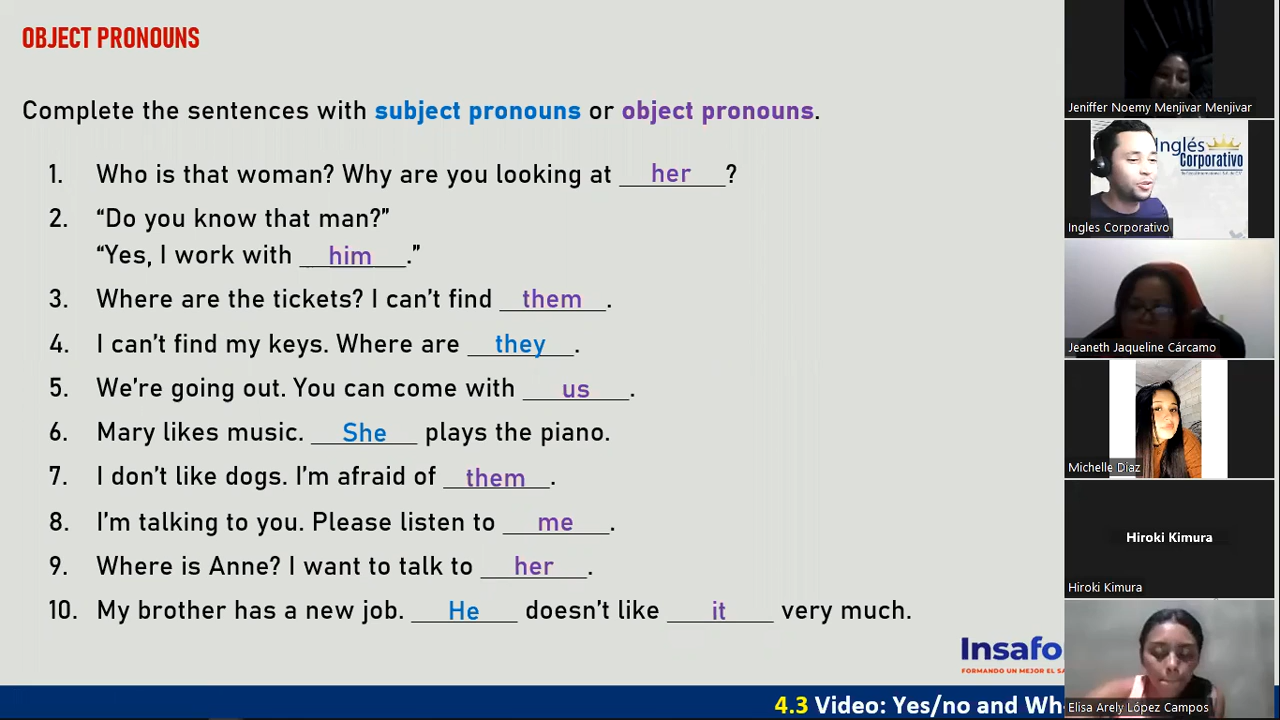 OBJECT PRONOUNS
Complete the sentences with subject pronouns or object pronouns.
1. Who is that woman? Why are you looking at her ?
2. “Do you know that man?”
“Yes, I work with him.”
3. Where are the tickets? I can’t find them.
4. I can’t find my keys. Where are they.
5. We’re going out. You can come with us.
6. Mary likes music. She plays the piano.
7. I don’t like dogs. I’m afraid of them.
8. I’m talking to you. Please listen to me.
9. Where is Anne? I want to talk to her.
10. My brother has a new job. He doesn’t like it very much.
Insafo
FORMANDO UN MEJOR EL SA
4.3 Video: Yes/no and Wh
Jeniffer Noemy Menjivar Menjivar
Inglés
Corporativo
Ingles Corporativo
Jeaneth Jaqueline Cárcamo
Michelle Diaz
Hiroki Kimura
Hiroki Kimura
Elisa Arely López Campos